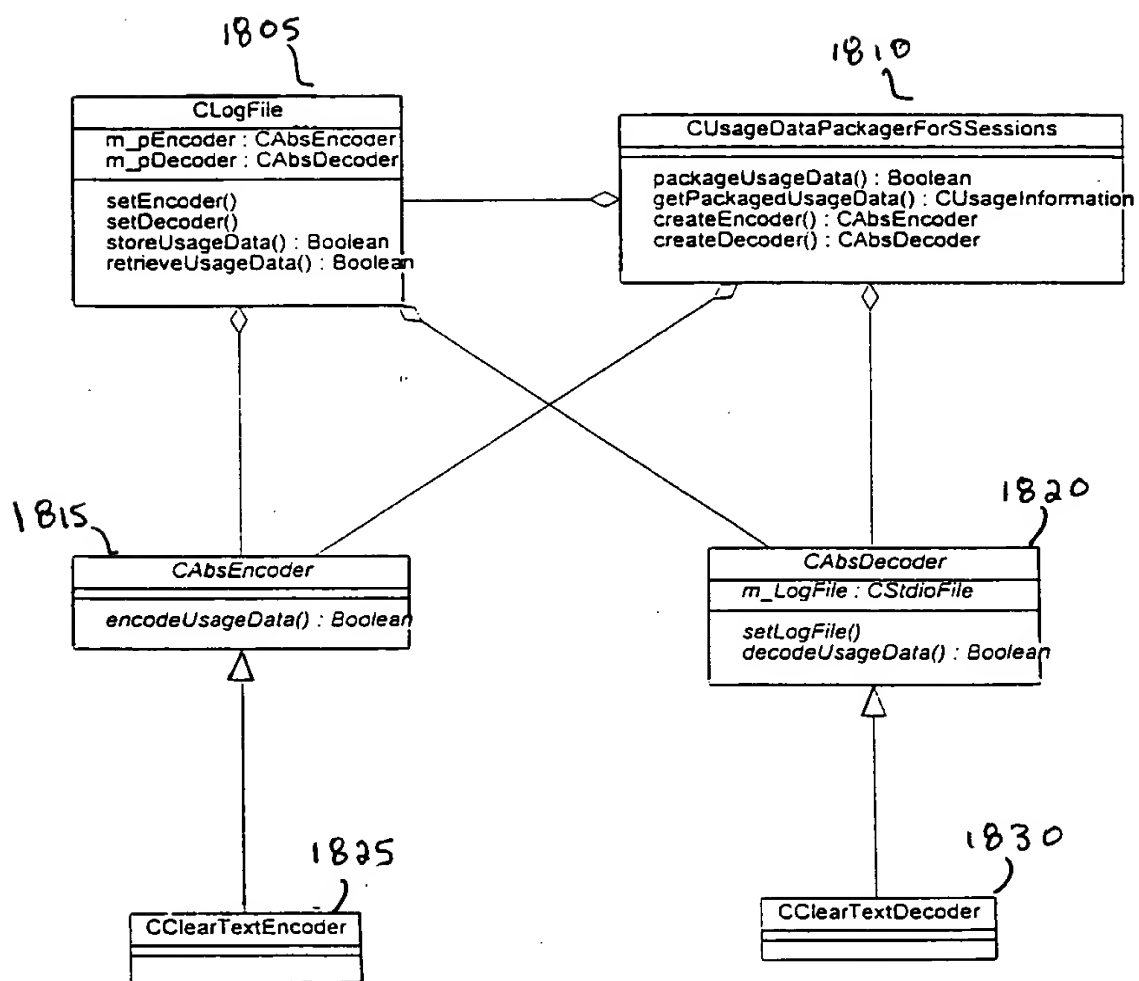 1805
1810
CLogFile
m_pEncoder : CAbsEncoder
m_pDecoder : CAbsDecoder
setEncoder()
setDecoder()
storeUsageData() : Boolean
retrieveUsageData() : Boolean
CUsageDataPackagerForSSessions
packageUsageData() : Boolean
getPackagedUsageData() : CUsageInformation
createEncoder() : CAbsEncoder
createDecoder() : CAbsDecoder
1815
1820
CAbsEncoder
encodeUsageData() : Boolean
CAbsDecoder
m_LogFile : CStdioFile
setLogFile()
decodeUsageData() : Boolean
1825
1830
CClearTextEncoder
CClearTextDecoder